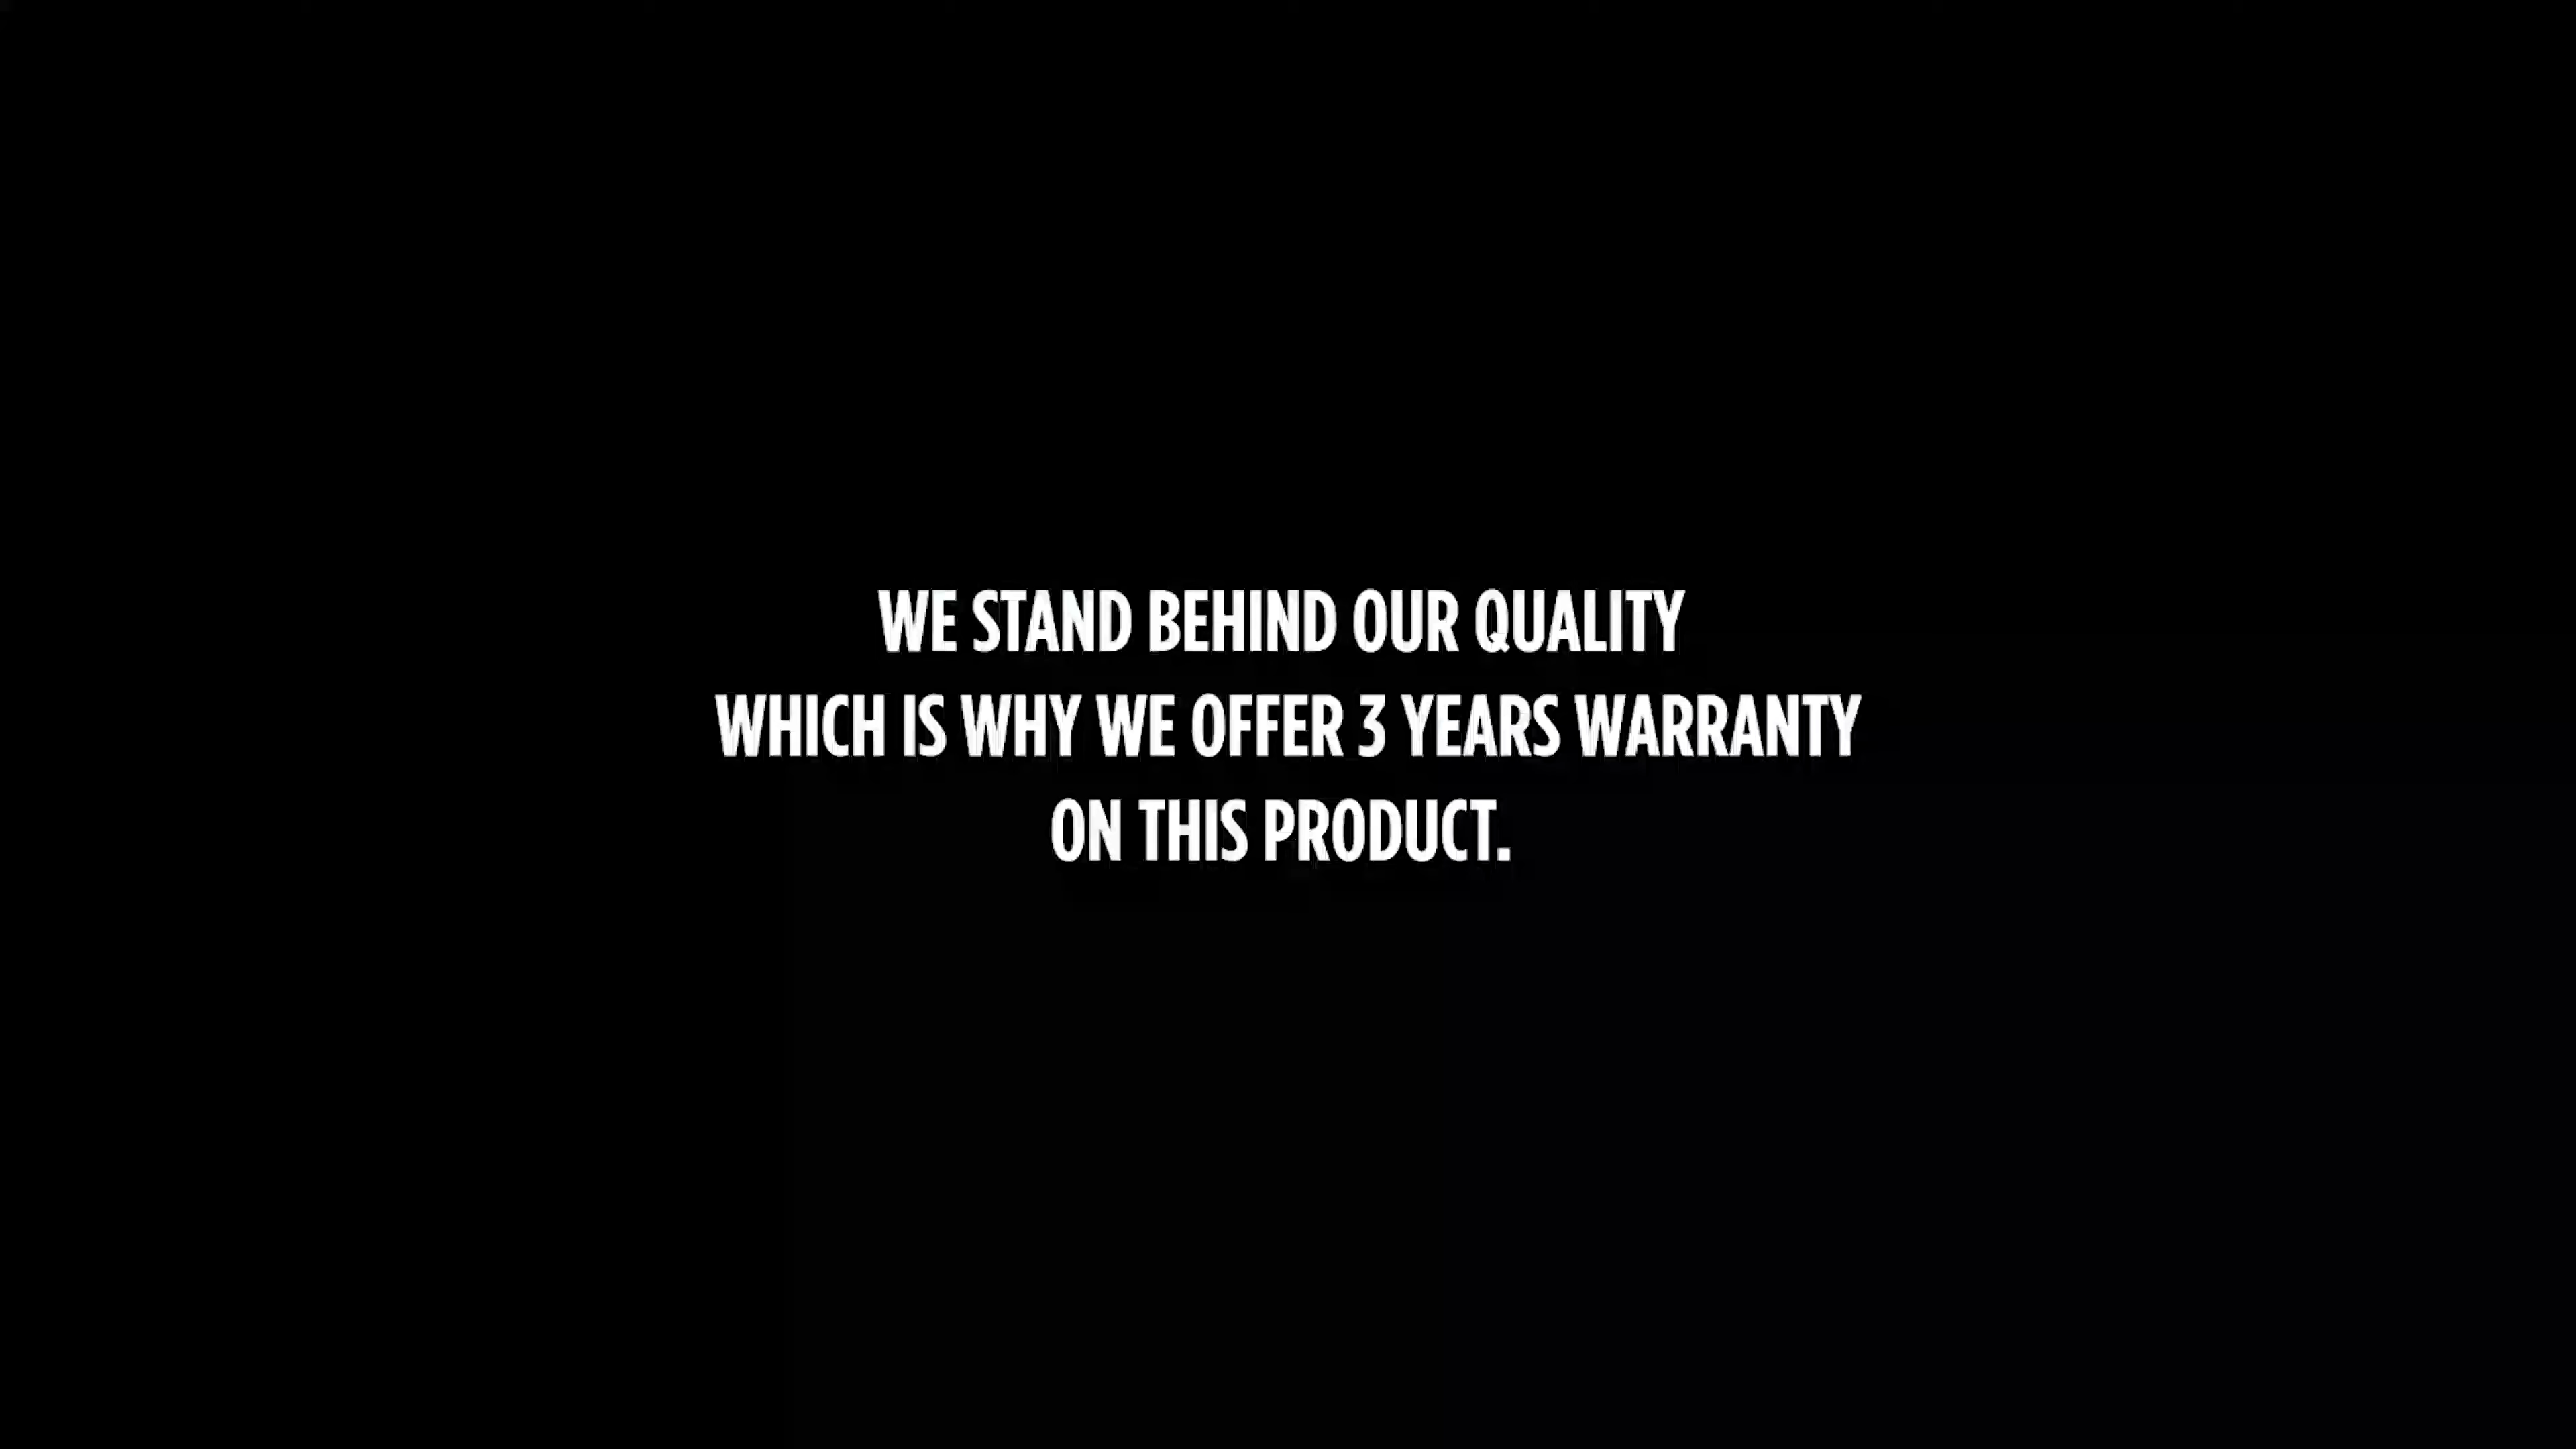 WE STAND BEHIND OUR QUALITY
WHICH IS WHY WE OFFER 3 YEARS WARRANTY
ON THIS PRODUCT.